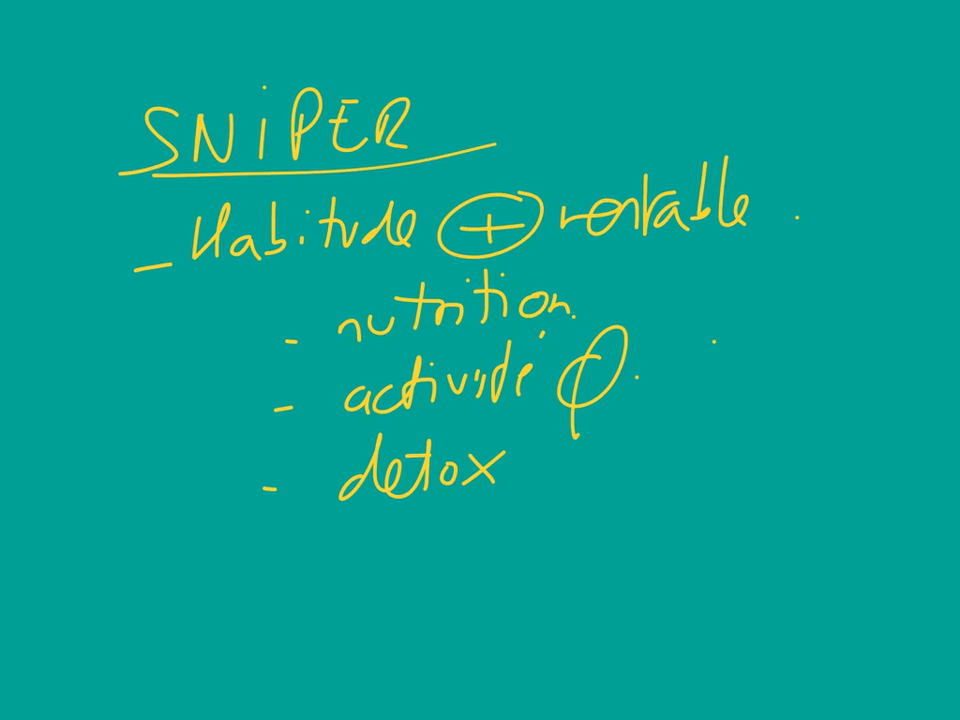 SNIPER
- Habitude + rentable.
- nutrition.
- activité φ.
- detox